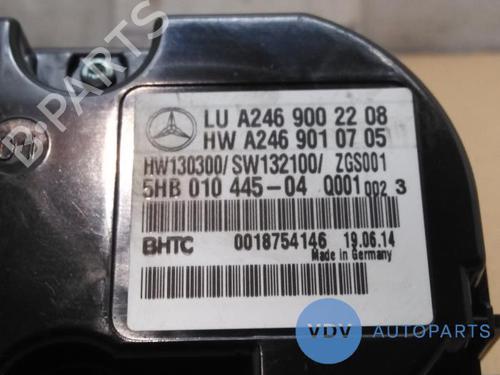 LU A246 900 22 08
HW A246 901 07 05
HW130300/ SW132100/ ZGS001
5HB 010 445-04 Q001 002 3
BHTC 0018754146 19.06.14
Made in Germany
B-PARTS
VDV AUTOPARTS